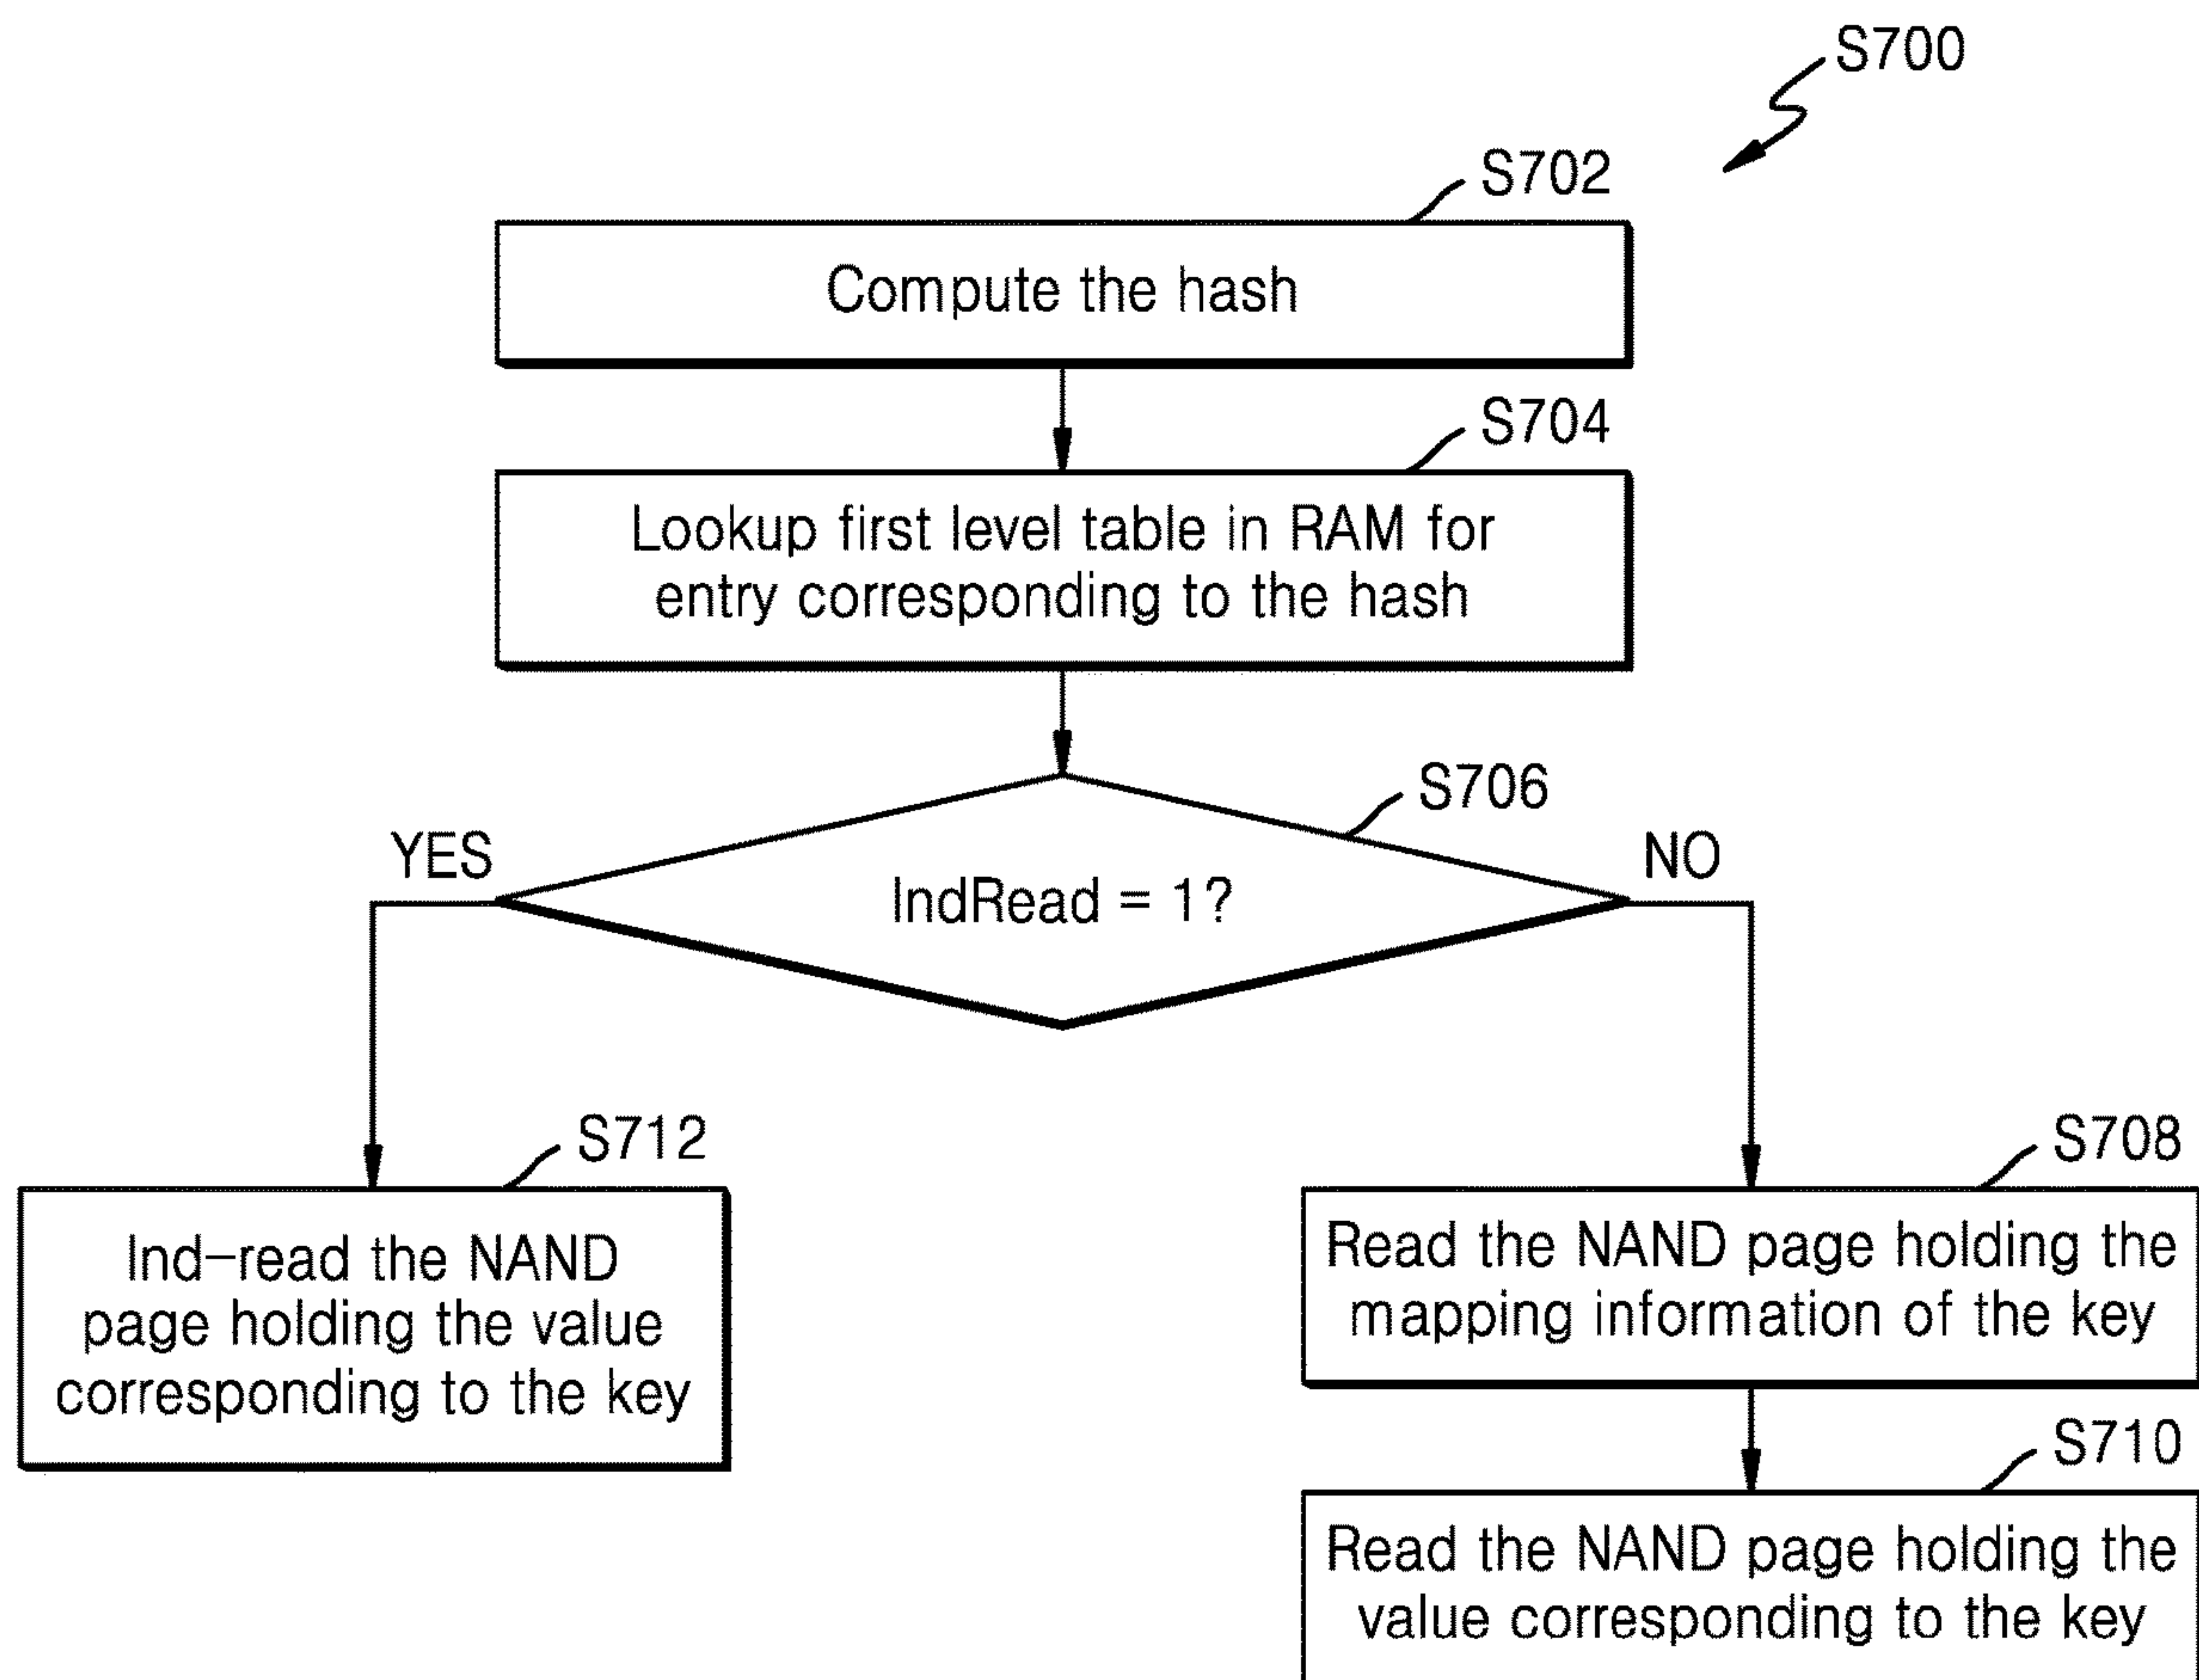 S700
S702
Compute the hash
S704
Lookup first level table in RAM for
entry corresponding to the hash
S706
YES
NO
IndRead = 1?
S712
Ind-read the NAND
page holding the value
corresponding to the key
S708
Read the NAND page holding the
mapping information of the key
S710
Read the NAND page holding the
value corresponding to the key